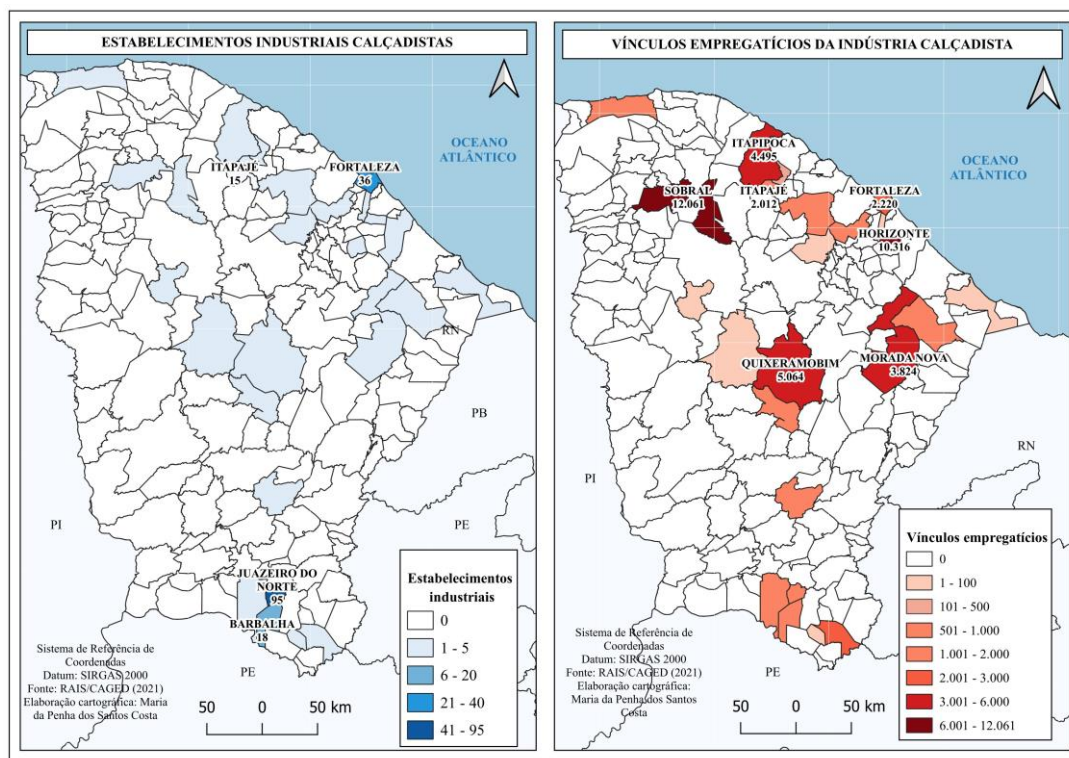 ESTABELECIMENTOS INDUSTRIAIS CALÇADISTAS
OCEANO
ATLÂNTICO
ITAPAJÉ
15
FORTALEZA
36
RN
PB
PI
PE
JUAZEIRO DO
NORTE
95
BARBALHA
18
PE
Sistema de Referência de
Coordenadas
Datum: SIRGAS 2000
Fonte: RAIS/CAGED (2021)
Elaboração cartográfica: Maria
da Penha dos Santos Costa
50 0 50 km
Estabelecimentos
industriais
0
1 - 5
6 - 20
21 - 40
41 - 95
VÍNCULOS EMPREGATÍCIOS DA INDÚSTRIA CALÇADISTA
OCEANO
ATLÂNTICO
ITAPIPOCA
4.495
SOBRAL
12.061
ITAPAJÉ
2.012
FORTALEZA
2.220
HORIZONTE
10.316
QUIXERAMOBIM
5.064
MORADA NOVA
3.824
RN
PI
PE
PE
Sistema de Referência de
Coordenadas
Datum: SIRGAS 2000
Fonte: RAIS/CAGED (2021)
Elaboração cartográfica:
Maria da Penha dos Santos
Costa
50 0 50 km
Vínculos empregatícios
0
1 - 100
101 - 500
501 - 1.000
1.001 - 2.000
2.001 - 3.000
3.001 - 6.000
6.001 - 12.061